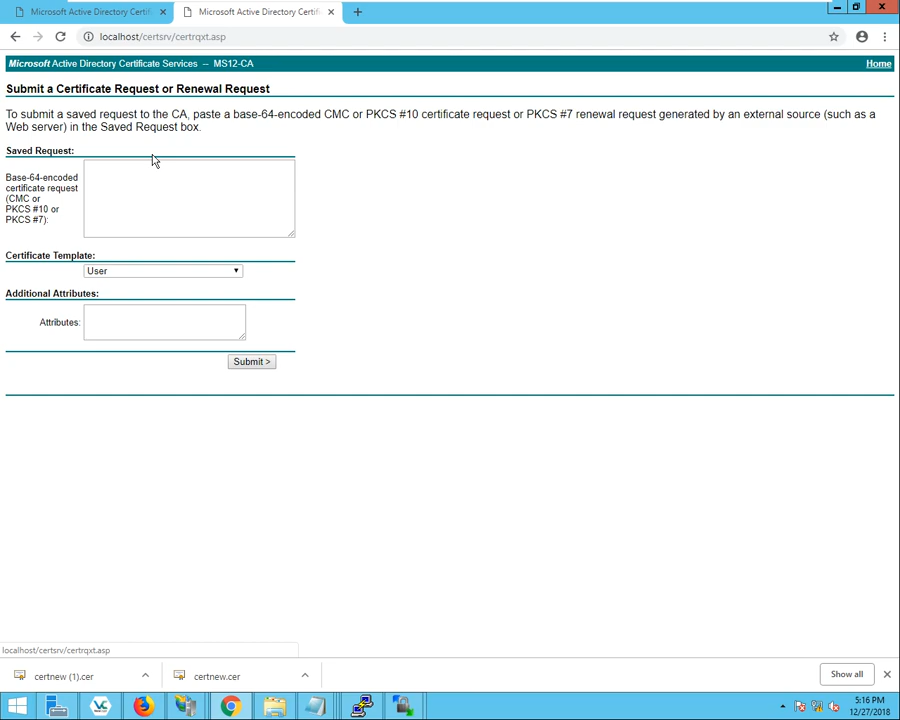 Microsoft Active Directory Certifi
Microsoft Active Directory Certifi
localhost/certsrv/certrqxt.asp
Microsoft Active Directory Certificate Services -- MS12-CA
Home
Submit a Certificate Request or Renewal Request
To submit a saved request to the CA, paste a base-64-encoded CMC or PKCS #10 certificate request or PKCS #7 renewal request generated by an external source (such as a
Web server) in the Saved Request box.
Saved Request:
Base-64-encoded
certificate request
(CMC or
PKCS #10 or
PKCS #7):
Certificate Template:
User
Additional Attributes:
Attributes:
Submit >
localhost/certsrv/certrqxt.asp
certnew (1).cer
certnew.cer
Show all
5:16 PM
12/27/2018